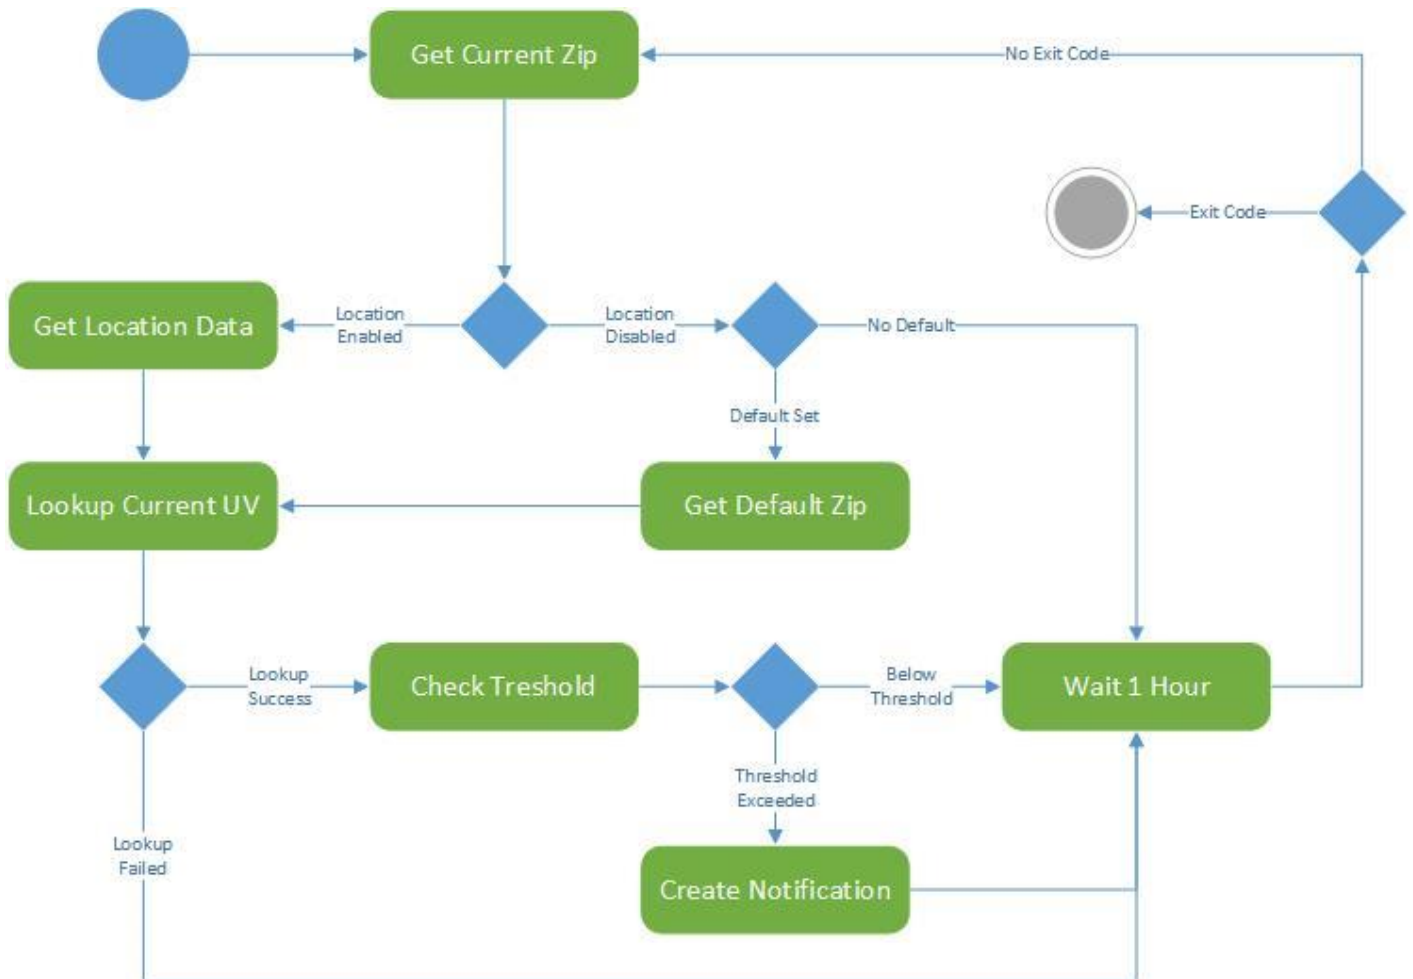 Get Current Zip
No Exit Code
Exit Code
Get Location Data
Location
Enabled
Location
Disabled
No Default
Default Set
Lookup Current UV
Get Default Zip
Lookup
Success
Check Treshold
Below
Threshold
Wait 1 Hour
Threshold
Exceeded
Lookup
Failed
Create Notification